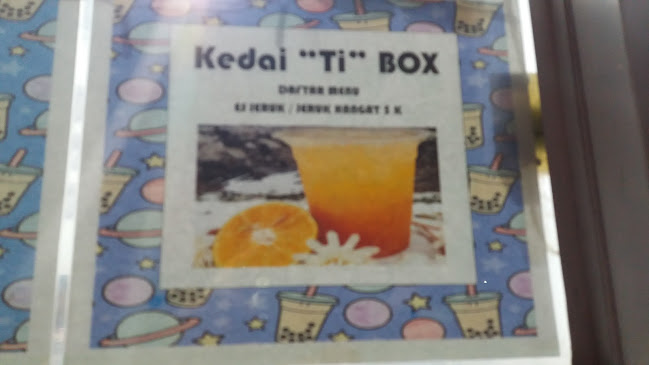 Kedai "Ti" BOX
DAFTAR MENU
ES JERUK / JERUK HANGAT 5 K